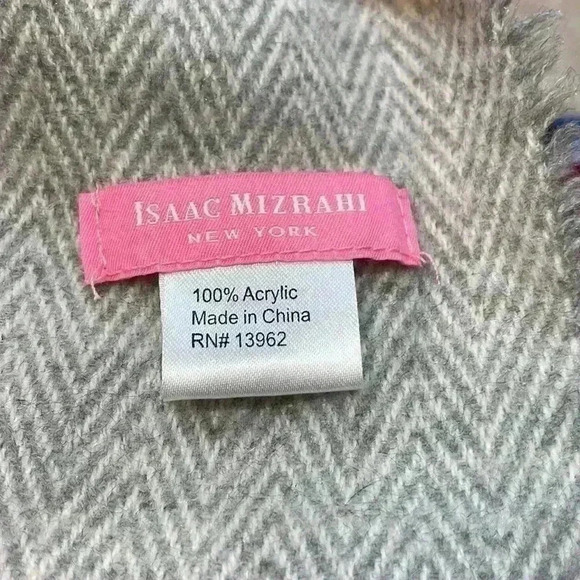 ISAAC MIZRAHI
NEW YORK
100% Acrylic
Made in China
RN# 13962